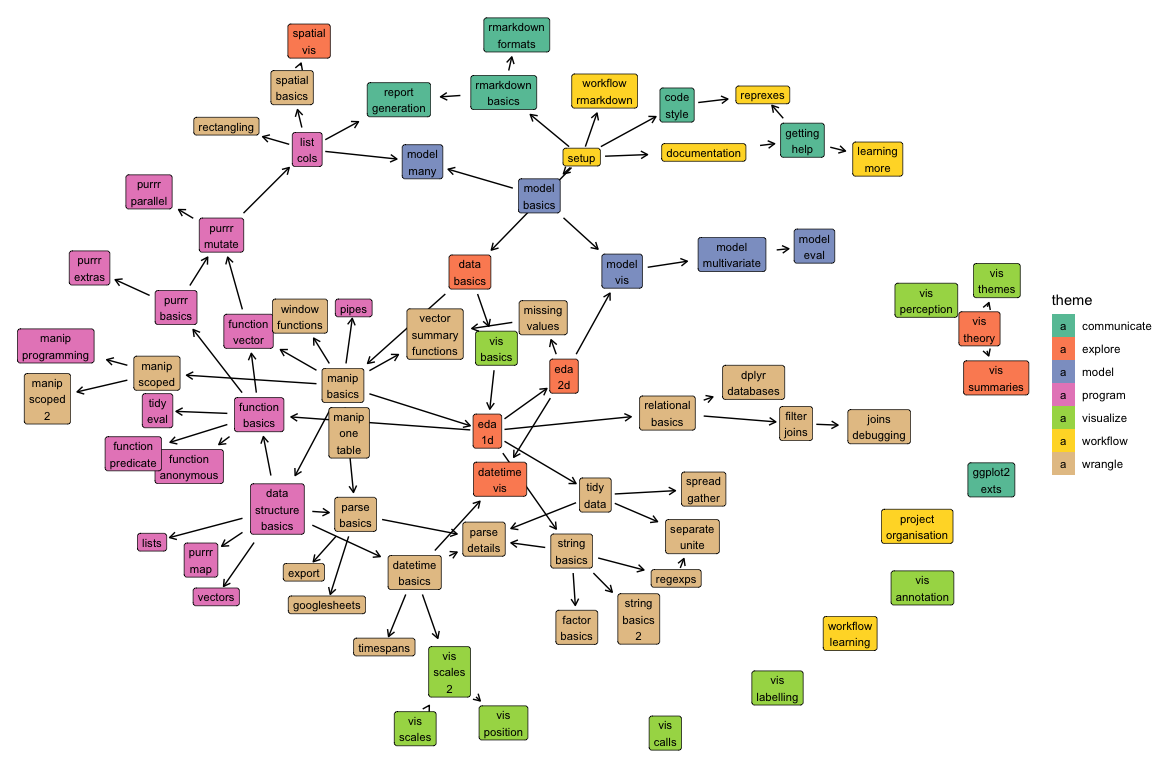 spatial
vis
rmarkdown
formats
spatial
basics
report
generation
rmarkdown
basics
workflow
rmarkdown
code
style
reprexes
rectangling
list
cols
model
many
setup
documentation
getting
help
learning
more
purrr
parallel
model
basics
purrr
mutate
model
multivariate
model
eval
purrr
extras
data
basics
model
vis
vis
themes
vis
perception
vis
theory
vis
summaries
purrr
basics
window
functions
pipes
function
vector
vector
summary
functions
missing
values
vis
basics
manip
programming
manip
scoped
manip
scoped
2
manip
basics
eda
2d
dplyr
databases
tidy
eval
function
basics
manip
one
table
eda
1d
relational
basics
filter
joins
joins
debugging
function
predicate
function
anonymous
datetime
vis
tidy
data
spread
gather
data
structure
basics
parse
basics
parse
details
string
basics
separate
unite
lists
purrr
map
vectors
export
googlesheets
datetime
basics
regexps
factor
basics
string
basics
2
timespans
vis
scales
2
vis
scales
vis
position
vis
calls
vis
labelling
workflow
learning
vis
annotation
project
organisation
ggplot2
exts
theme
a communicate
a explore
a model
a program
a visualize
a workflow
a wrangle